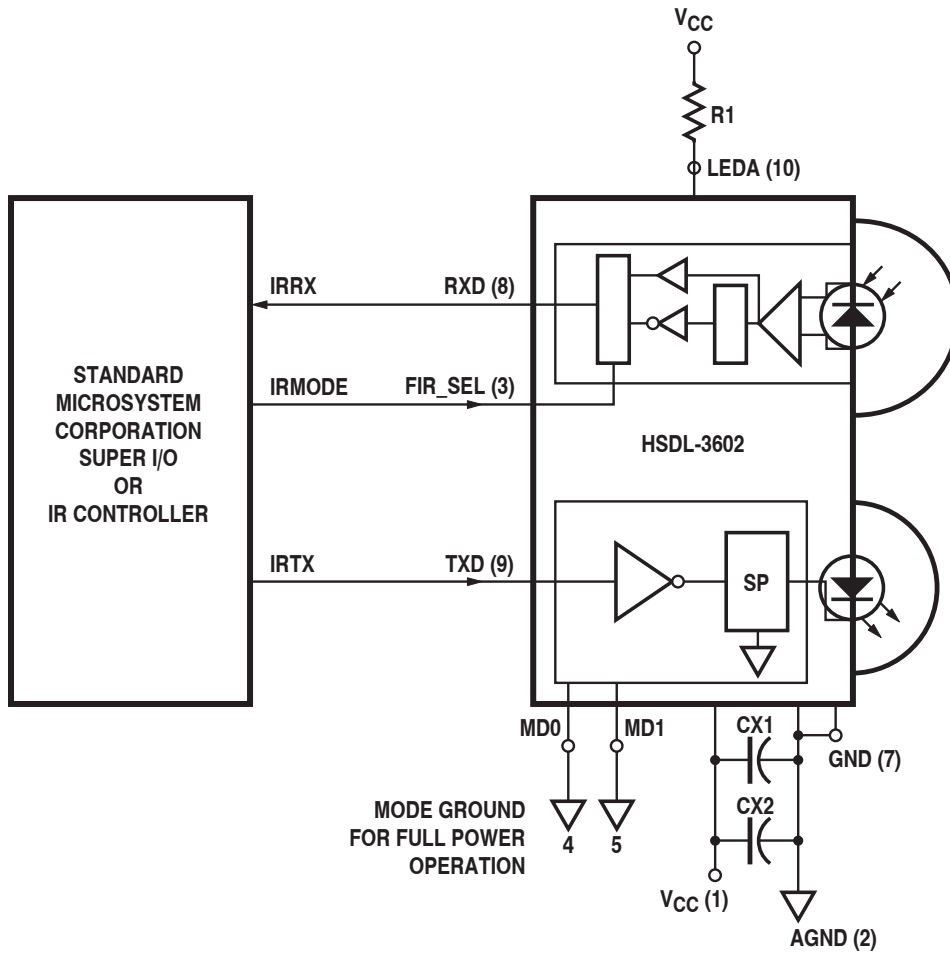 VCC
R1
LEDA (10)
IRRX
RXD (8)
IRMODE
FIR_SEL (3)
STANDARD
MICROSYSTEM
CORPORATION
SUPER I/O
OR
IR CONTROLLER
HSDL-3602
IRTX
TXD (9)
SP
MD0
MD1
CX1
GND (7)
MODE GROUND
FOR FULL POWER
OPERATION
4
5
CX2
VCC (1)
AGND (2)